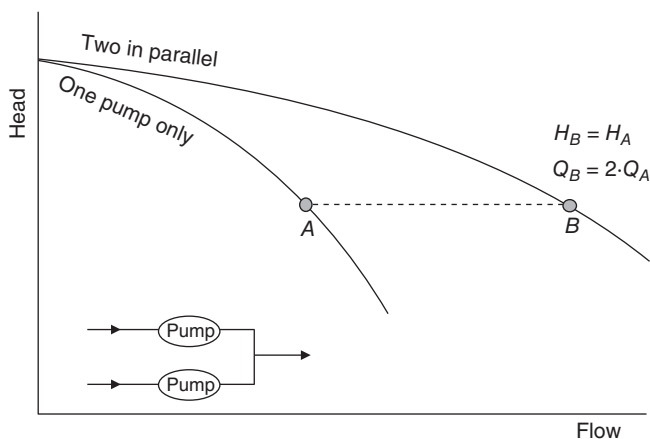 Two in parallel
One pump only
Head
H_B = H_A
Q_B = 2·Q_A
A
B
Pump
Pump
Flow